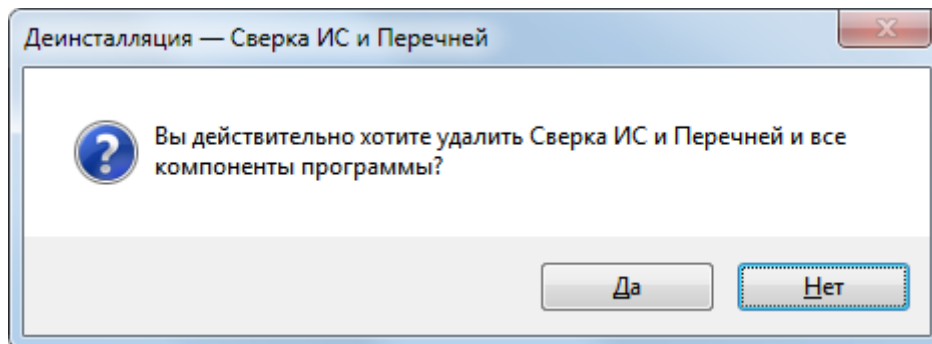 Деинсталляция — Сверка ИС и Перечней
Вы действительно хотите удалить Сверка ИС и Перечней и все
компоненты программы?
Да
Нет